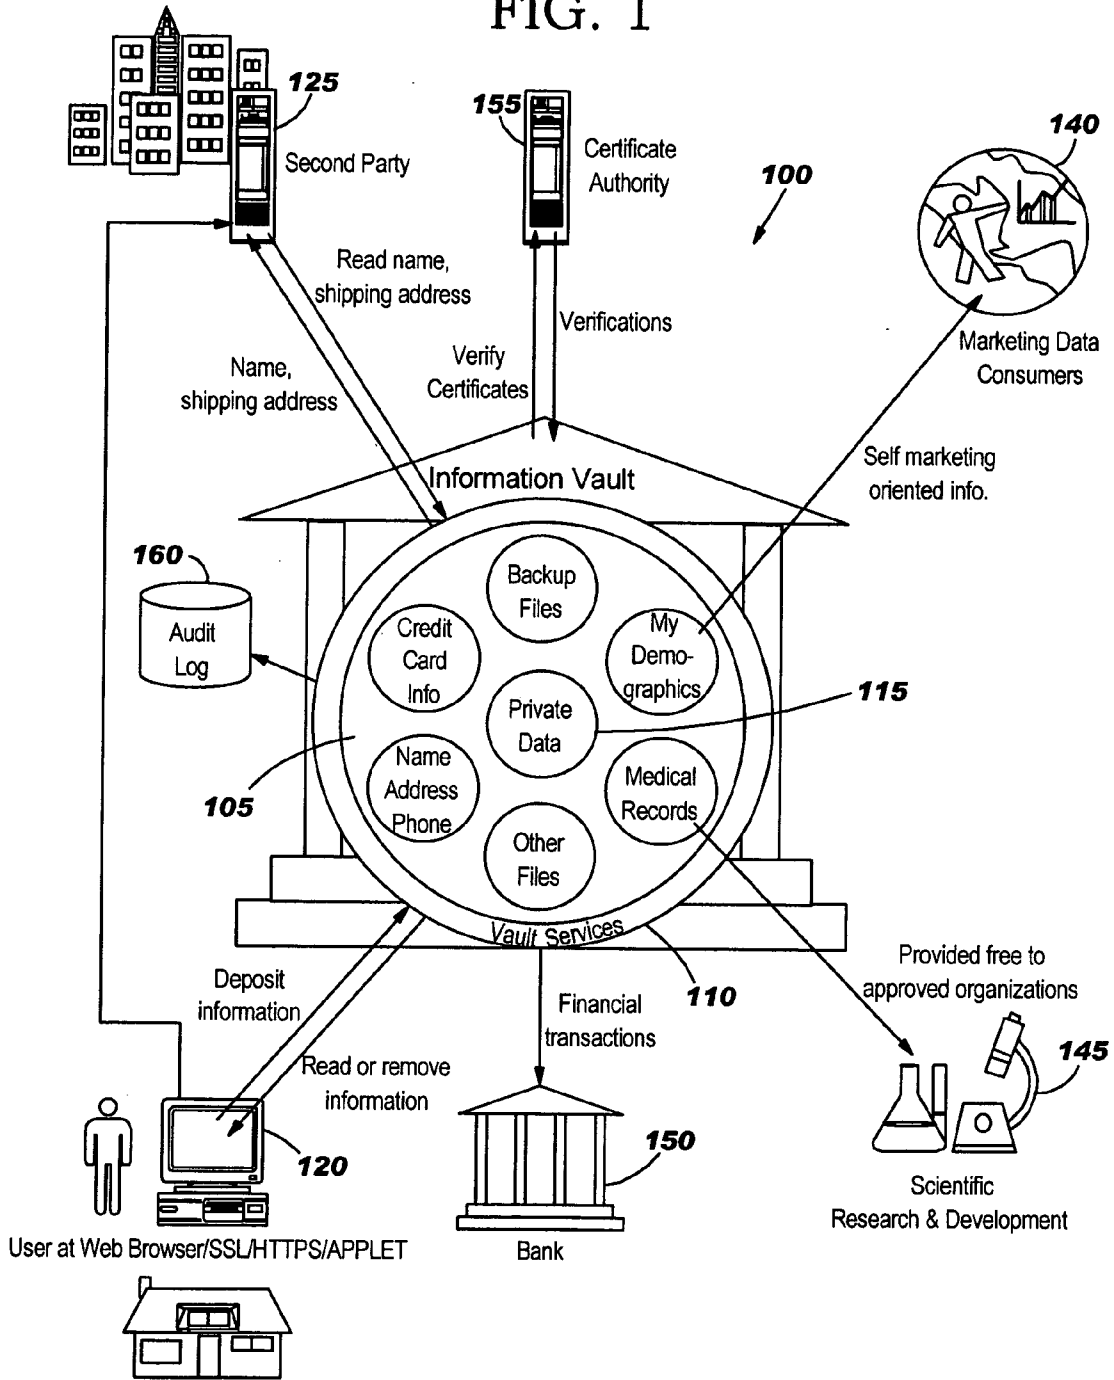 FIG. 1
125
Second Party
155
Certificate
Authority
100
140
Marketing Data
Consumers
Read name,
shipping address
Name,
shipping address
Verifications
Verify
Certificates
Self marketing
oriented info.
Information Vault
160
Audit
Log
Backup
Files
Credit
Card
Info
My
Demo-
graphics
Private
Data
115
105
Name
Address
Phone
Medical
Records
Other
Files
Vault Services
110
Deposit
information
Read or remove
information
Financial
transactions
Provided free to
approved organizations
145
Scientific
Research & Development
120
150
User at Web Browser/SSL/HTTPS/APPLET
Bank